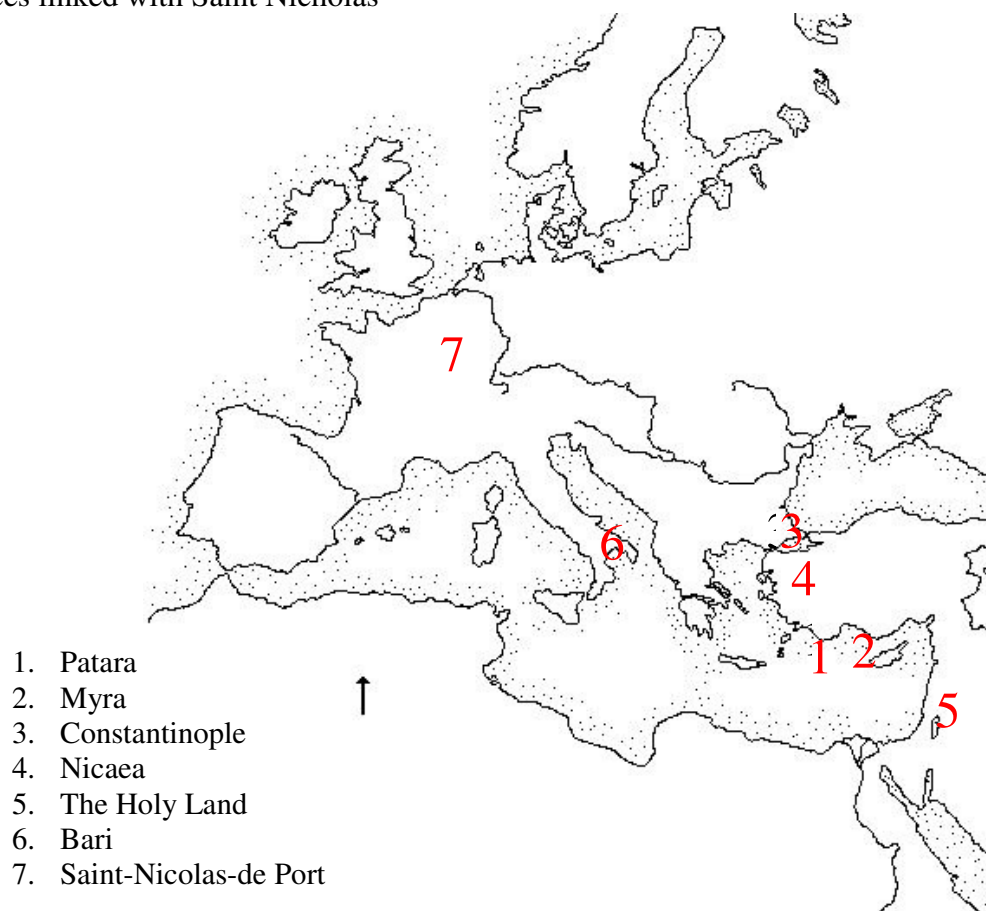 linked with Saint Nicholas
7
3
6
4
1
2
5
1. Patara
2. Myra
3. Constantinople
4. Nicaea
5. The Holy Land
6. Bari
7. Saint-Nicolas-de Port